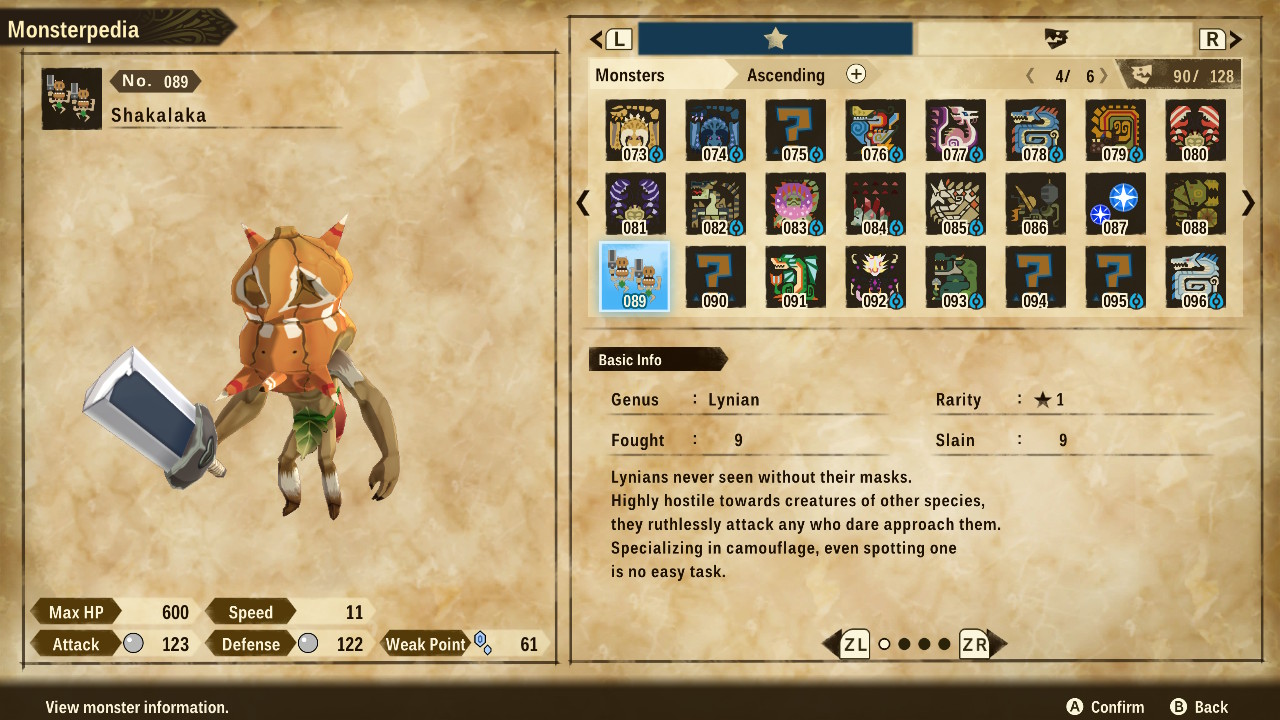 Monsterpedia
No. 089
Shakalaka
Max HP 600
Speed 11
Attack 123
Defense 122
Weak Point 61
L
R
Monsters
Ascending
4/ 6
90/ 128
073 074 ? 075 076 077 078 079 080
081 082 083 084 085 086 087 088
089 ? 090 091 092 093 ? 094 ? 095 096
Basic Info
Genus : Lynian
Rarity : ★ 1
Fought : 9
Slain : 9
Lynians never seen without their masks.
Highly hostile towards creatures of other species,
they ruthlessly attack any who dare approach them.
Specializing in camouflage, even spotting one
is no easy task.
ZL ZR
View monster information.
A Confirm B Back